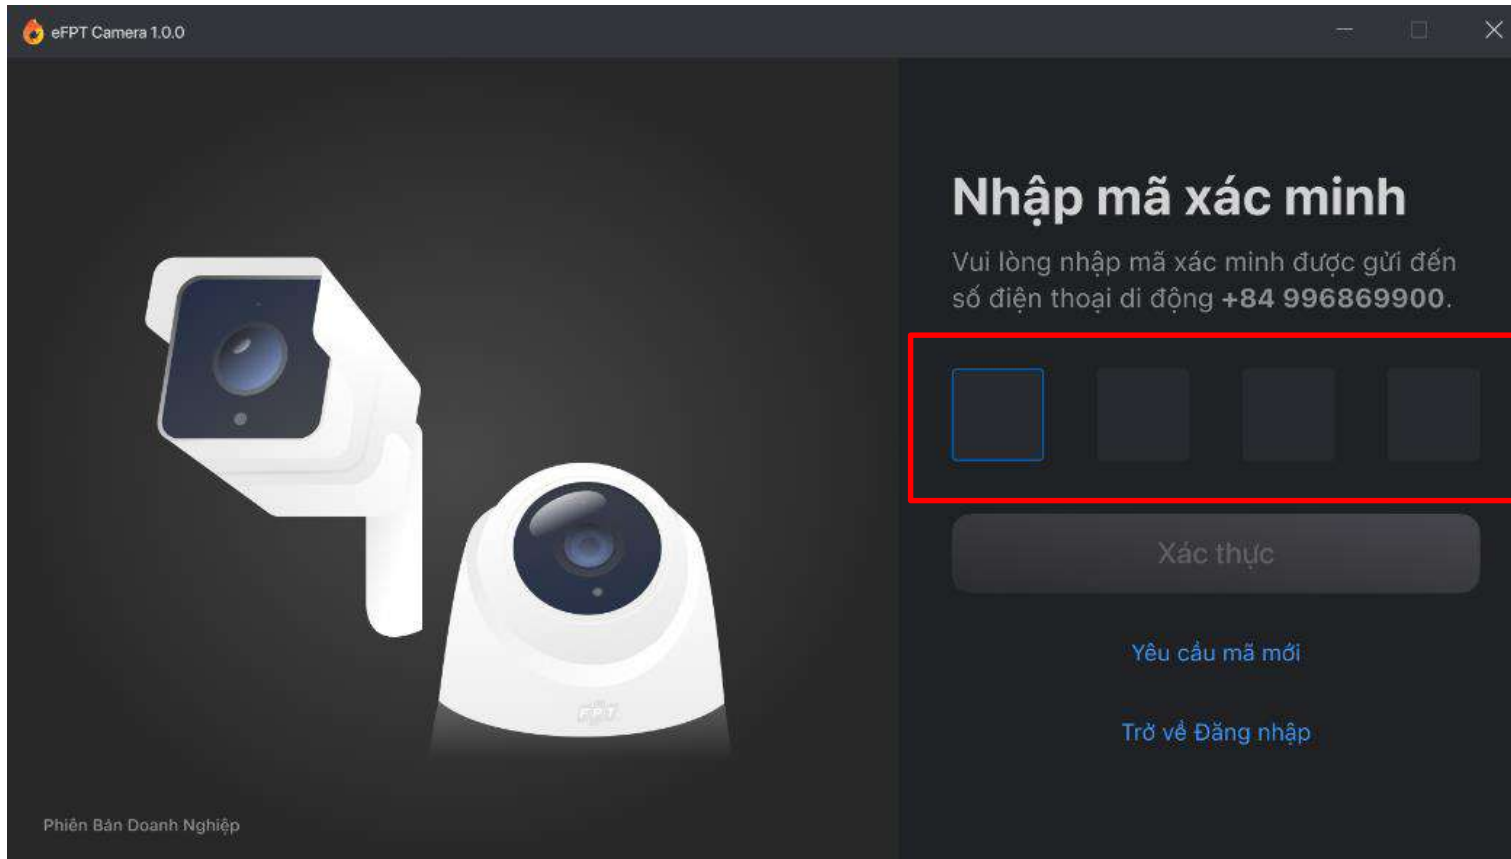 eFPT Camera 1.0.0
Nhập mã xác minh
Vui lòng nhập mã xác minh được gửi đến
số điện thoại di động +84 996869900.
Xác thực
Yêu cầu mã mới
Trở về Đăng nhập
FPT
Phiên Bản Doanh Nghiệp